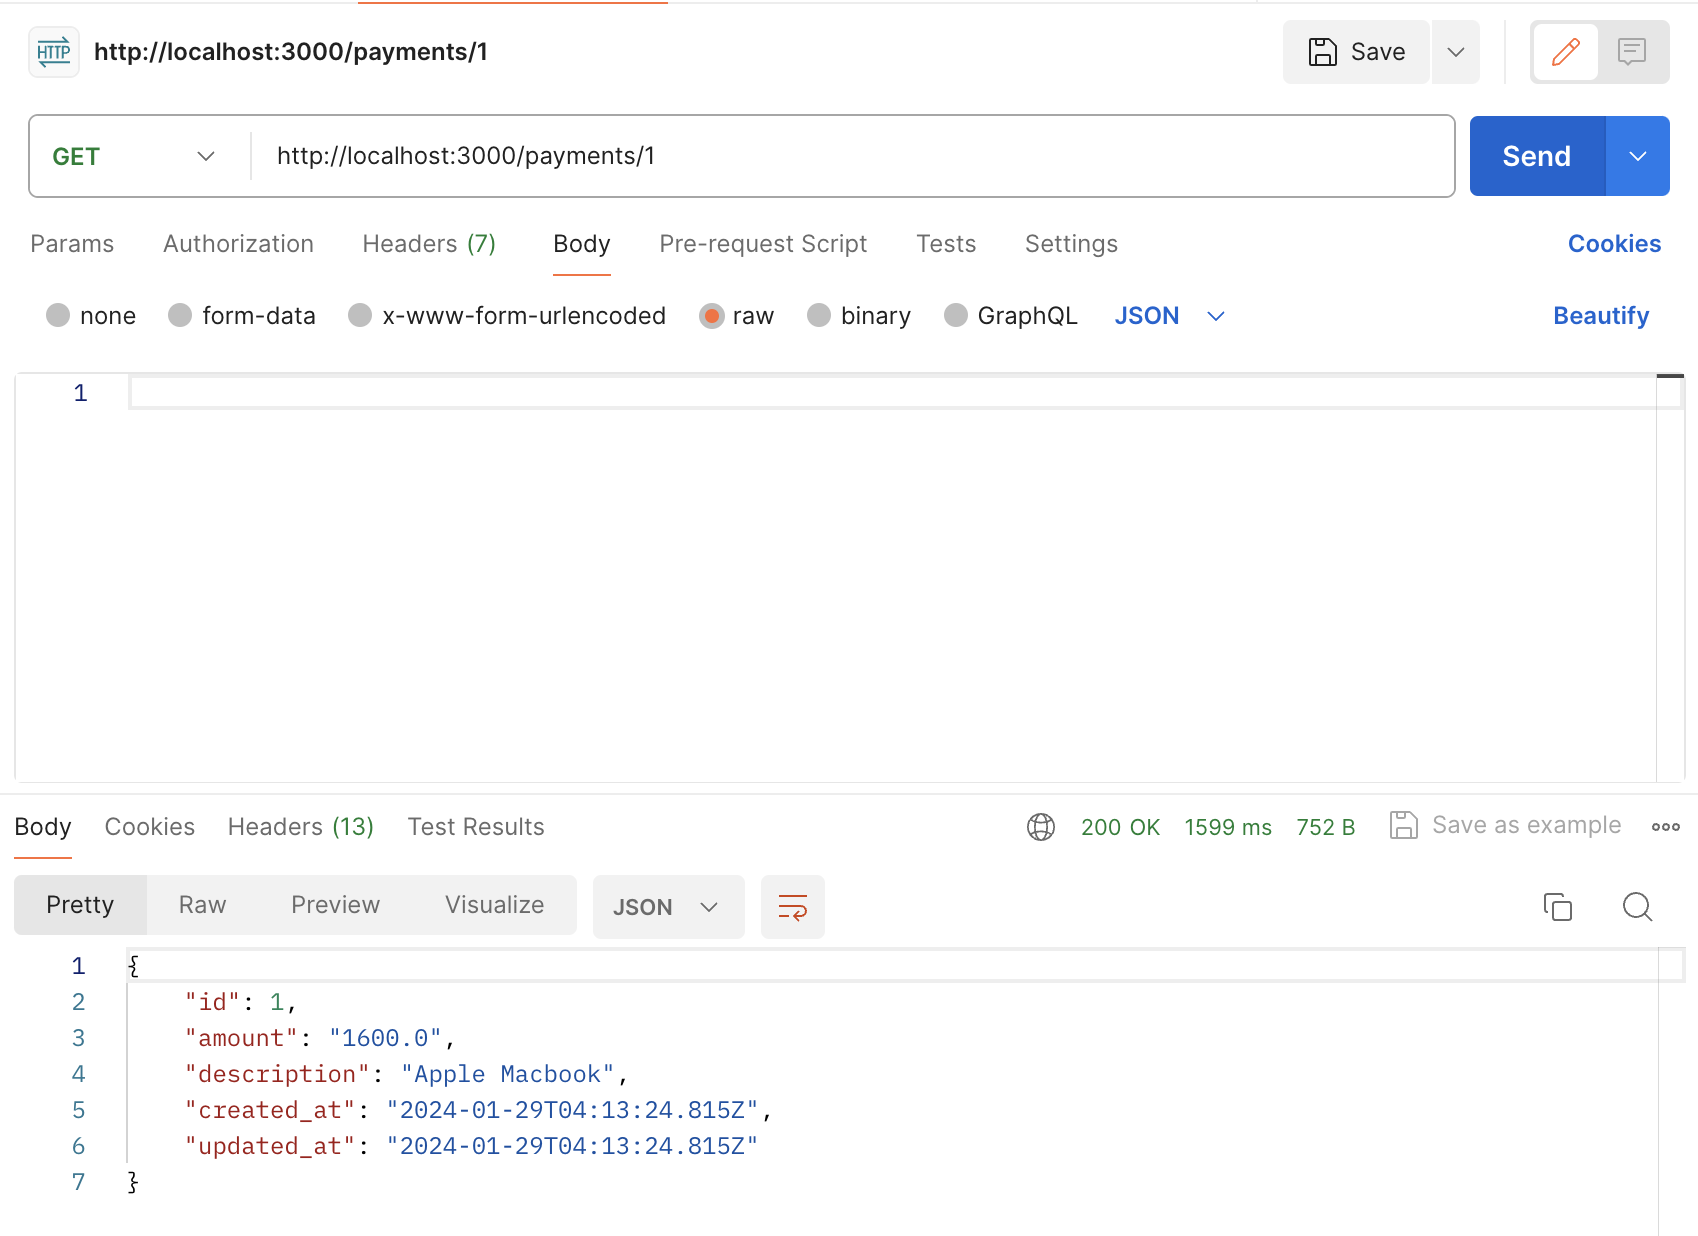 HTTP http://localhost:3000/payments/1 Save
GET http://localhost:3000/payments/1 Send
Params Authorization Headers (7) Body Pre-request Script Tests Settings Cookies
none form-data x-www-form-urlencoded raw binary GraphQL JSON Beautify
1
Body Cookies Headers (13) Test Results 200 OK 1599 ms 752 B Save as example
Pretty Raw Preview Visualize JSON
1 {
2 "id": 1,
3 "amount": "1600.0",
4 "description": "Apple Macbook",
5 "created_at": "2024-01-29T04:13:24.815Z",
6 "updated_at": "2024-01-29T04:13:24.815Z"
7 }